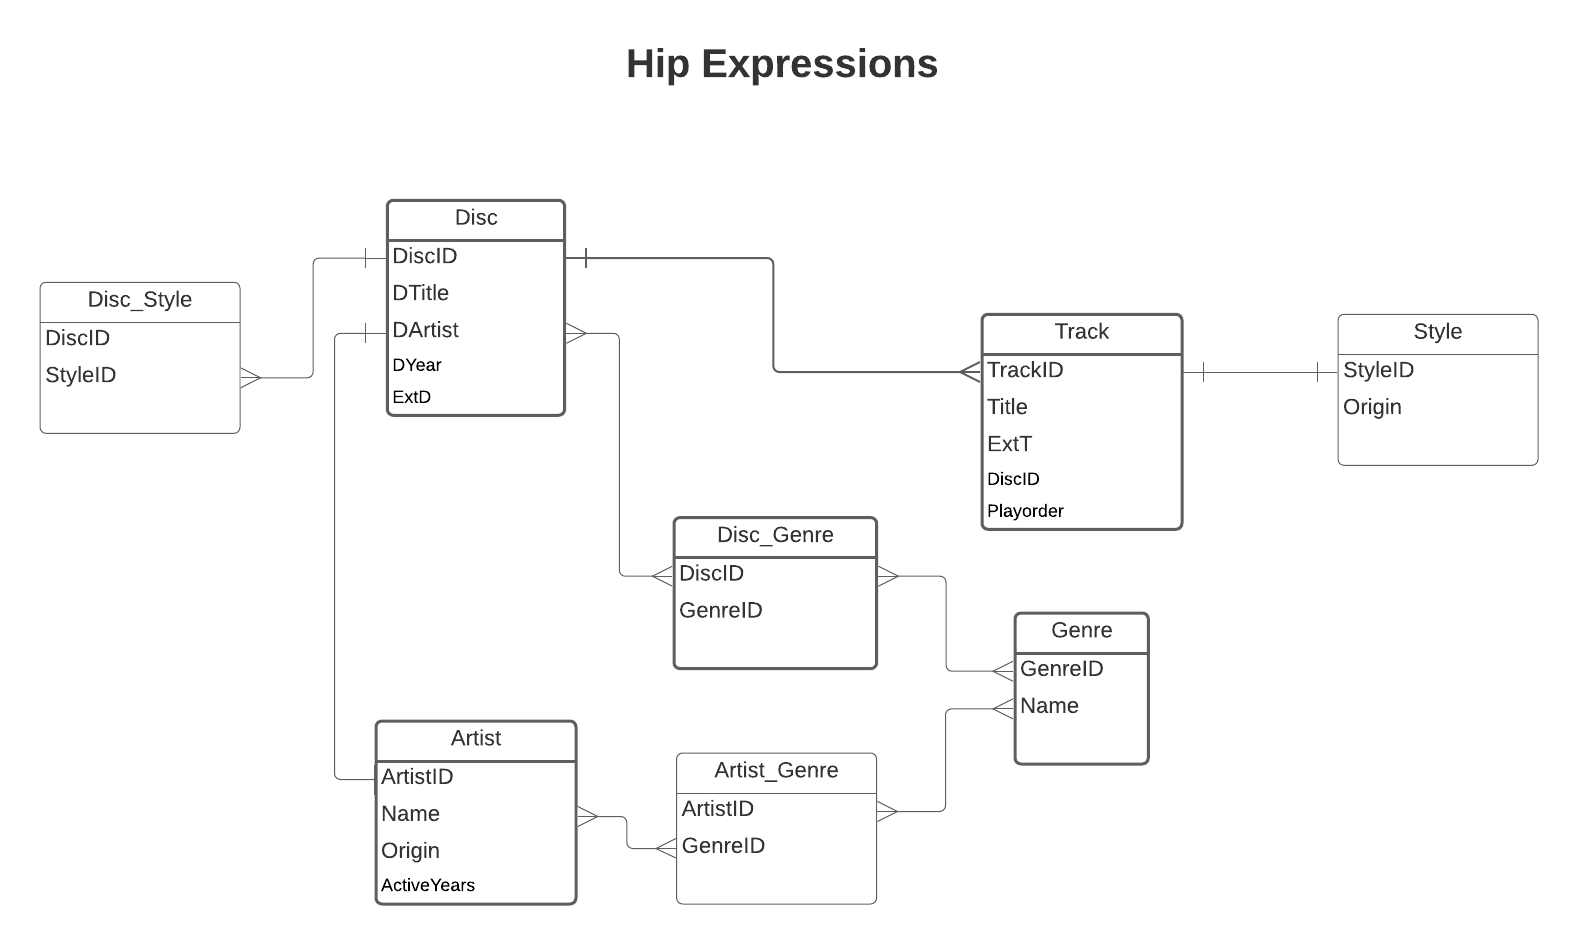 Hip Expressions
Disc
DiscID
DTitle
DArtist
DYear
ExtD
Disc_Style
DiscID
StyleID
Track
TrackID
Title
ExtT
DiscID
Playorder
Style
StyleID
Origin
Disc_Genre
DiscID
GenreID
Genre
GenreID
Name
Artist
ArtistID
Name
Origin
ActiveYears
Artist_Genre
ArtistID
GenreID